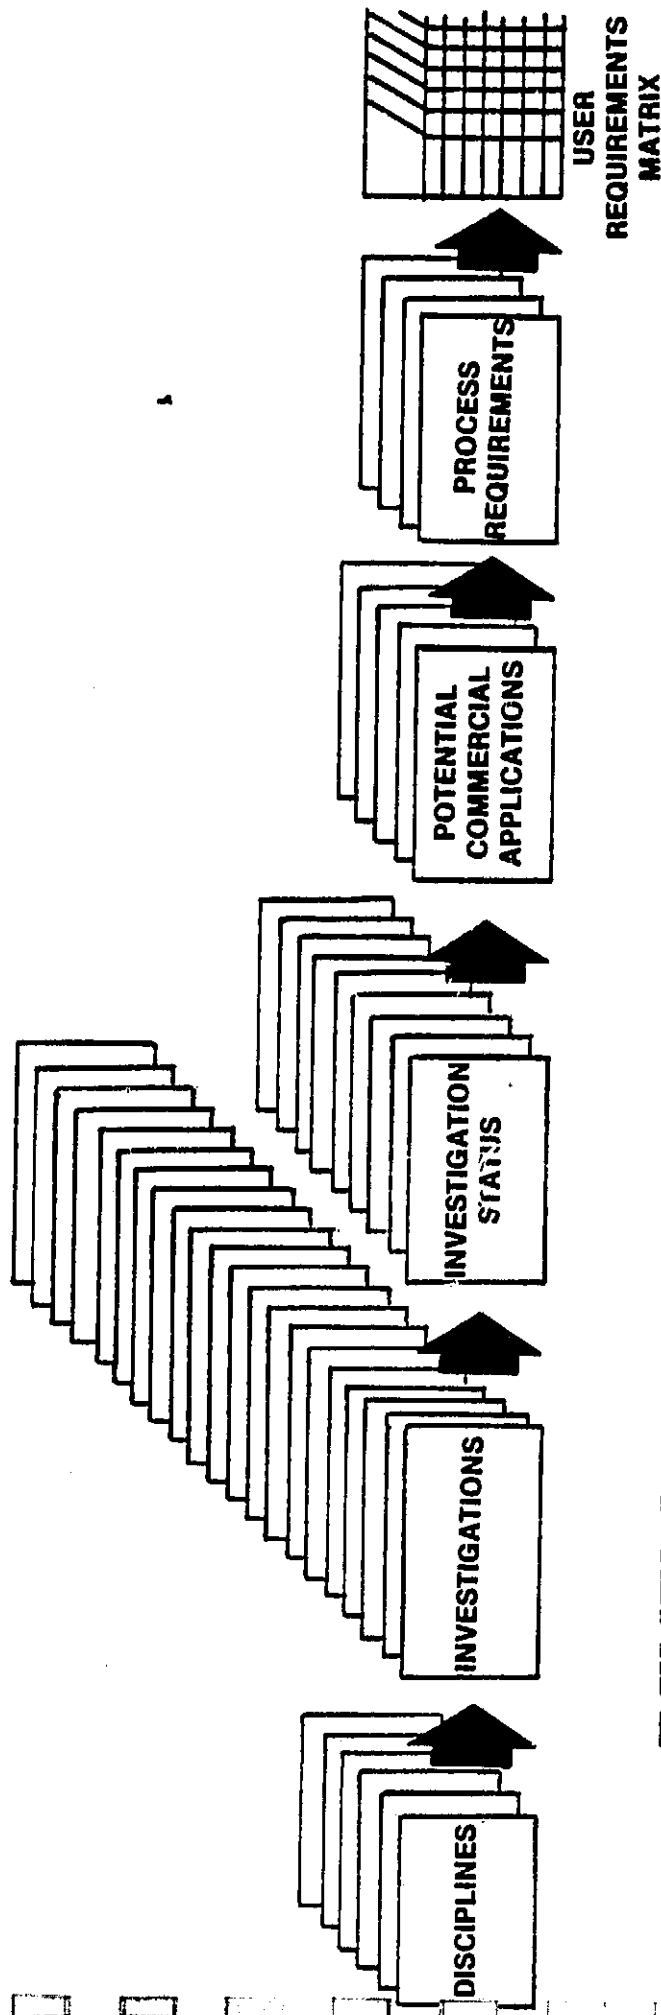 DISCIPLINES
INVESTIGATIONS
INVESTIGATION
STATUS
POTENTIAL
COMMERCIAL
APPLICATIONS
PROCESS
REQUIREMENTS
USER
REQUIREMENTS
MATRIX